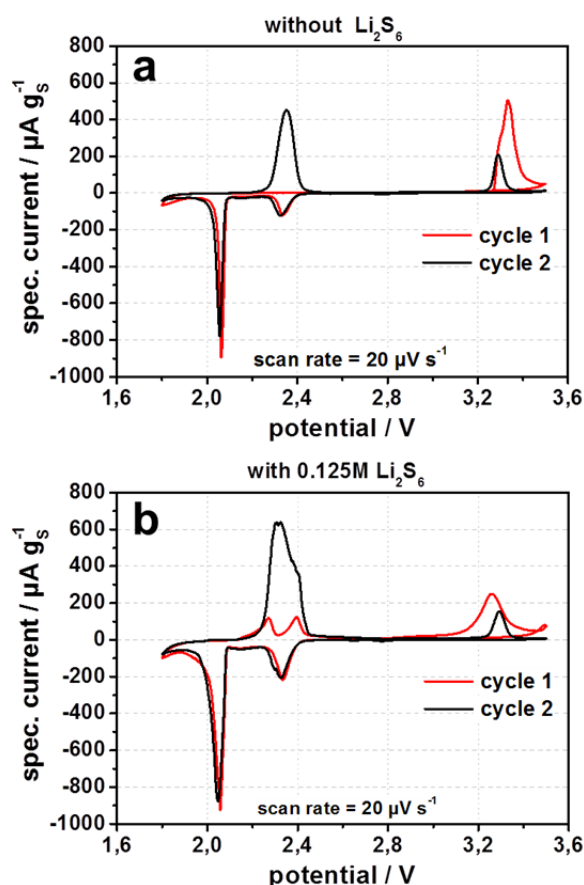 without Li₂S₆
a
800
600
400
200
0
-200
-400
-600
-800
-1000
spec. current / µA gS⁻¹
cycle 1
cycle 2
scan rate = 20 µV s⁻¹
1,6 2,0 2,4 2,8 3,2 3,6
potential / V
with 0.125M Li₂S₆
b
800
600
400
200
0
-200
-400
-600
-800
-1000
spec. current / µA gS⁻¹
cycle 1
cycle 2
scan rate = 20 µV s⁻¹
1,6 2,0 2,4 2,8 3,2 3,6
potential / V